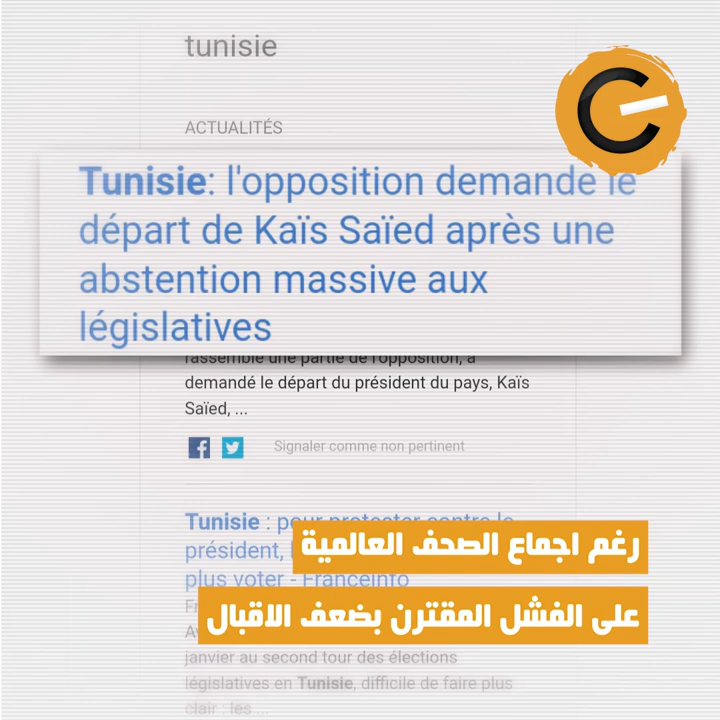 tunisie
ACTUALITÉS
Tunisie: l'opposition demande le
départ de Kaïs Saïed après une
abstention massive aux
législatives
rassemble une partie de l'opposition, a
demandé le départ du président du pays, Kaïs
Saïed, ...
Signaler comme non pertinent
Tunisie : pour protester contre le
président, 
رغم اجماع الصحف العالمية
plus voter - Franceinfo
على الفشل المقترن بضعف الاقبال
janvier au second tour des élections
législatives en Tunisie, difficile de faire plus
clair : les ...